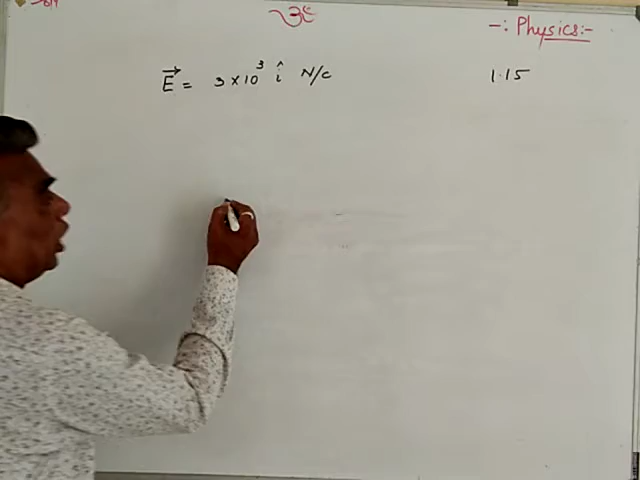 -: Physics:-
E⃗ = 3×10³ î N/C
1.15